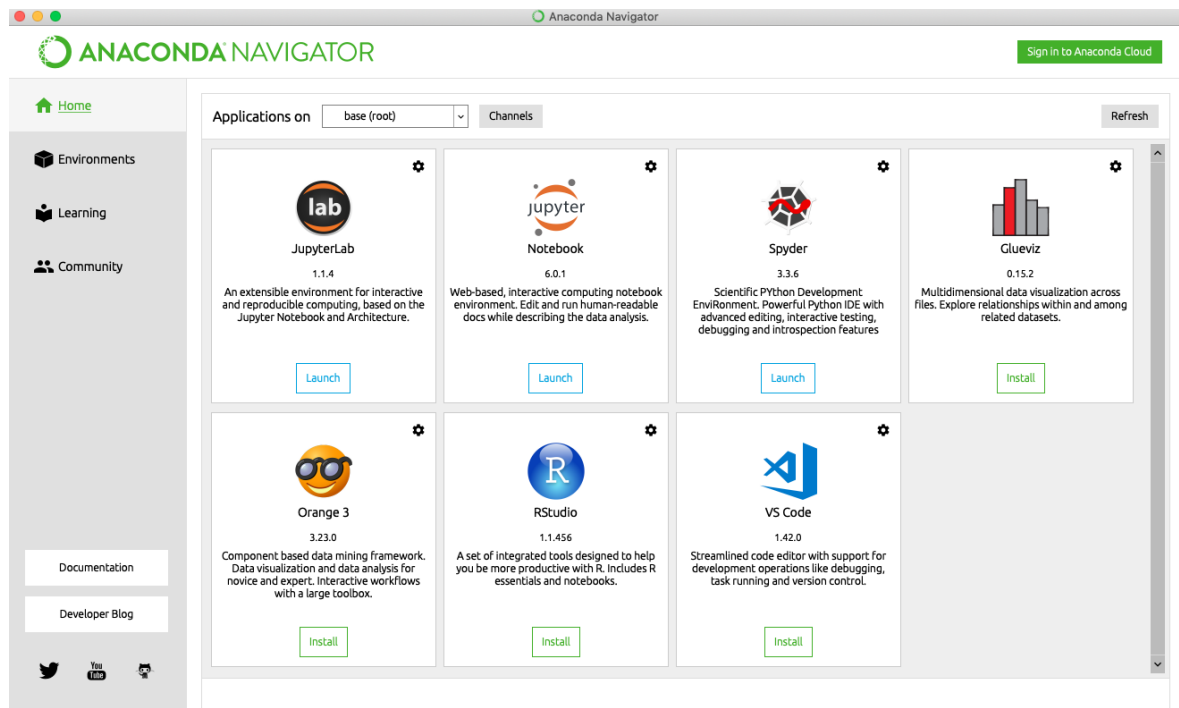 Anaconda Navigator
ANACONDA NAVIGATOR
Sign in to Anaconda Cloud
Home
Environments
Learning
Community
Documentation
Developer Blog
You
Tube
Applications on
base (root)
Channels
Refresh
lab
JupyterLab
1.1.4
An extensible environment for interactive
and reproducible computing, based on the
Jupyter Notebook and Architecture.
Launch
jupyter
Notebook
6.0.1
Web-based, interactive computing notebook
environment. Edit and run human-readable
docs while describing the data analysis.
Launch
Spyder
3.3.6
Scientific PYthon Development
EnviRonment. Powerful Python IDE with
advanced editing, interactive testing,
debugging and introspection features
Launch
Glueviz
0.15.2
Multidimensional data visualization across
files. Explore relationships within and among
related datasets.
Install
Orange 3
3.23.0
Component based data mining framework.
Data visualization and data analysis for
novice and expert. Interactive workflows
with a large toolbox.
Install
R
RStudio
1.1.456
A set of integrated tools designed to help
you be more productive with R. Includes R
essentials and notebooks.
Install
VS Code
1.42.0
Streamlined code editor with support for
development operations like debugging,
task running and version control.
Install